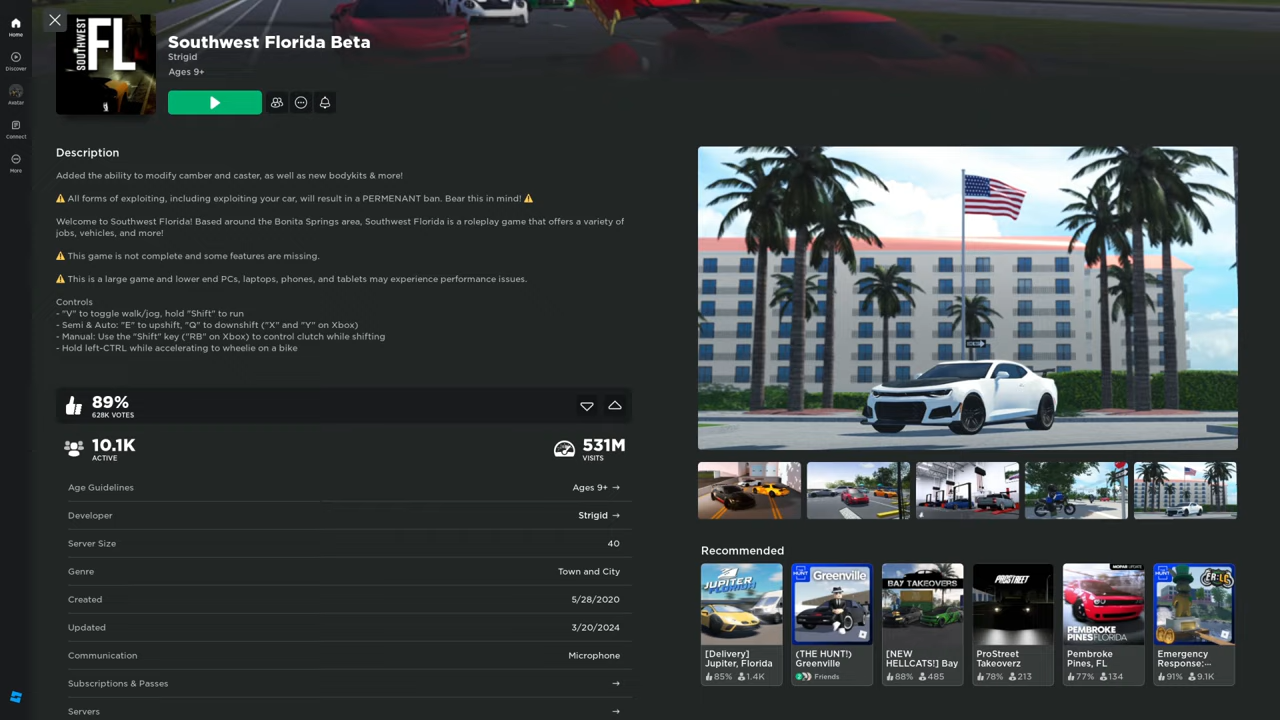 Home
Discover
Avatar
Connect
More
SOUTHWEST
FL
Southwest Florida Beta
Strigid
Ages 9+
Description
Added the ability to modify camber and caster, as well as new bodykits & more!
⚠️ All forms of exploiting, including exploiting your car, will result in a PERMENANT ban. Bear this in mind! ⚠️
Welcome to Southwest Florida! Based around the Bonita Springs area, Southwest Florida is a roleplay game that offers a variety of
jobs, vehicles, and more!
⚠️ This game is not complete and some features are missing.
⚠️ This is a large game and lower end PCs, laptops, phones, and tablets may experience performance issues.
Controls
- "V" to toggle walk/jog, hold "Shift" to run
- Semi & Auto: "E" to upshift, "Q" to downshift ("X" and "Y" on Xbox)
- Manual: Use the "Shift" key ("RB" on Xbox) to control clutch while shifting
- Hold left-CTRL while accelerating to wheelie on a bike
89%
628K VOTES
10.1K
ACTIVE
531M
VISITS
Age Guidelines Ages 9+ →
Developer Strigid →
Server Size 40
Genre Town and City
Created 5/28/2020
Updated 3/20/2024
Communication Microphone
Subscriptions & Passes →
Servers →
Recommended
JUPITER
FLORIDA
[Delivery]
Jupiter, Florida
85% 1.4K
HUNT
Greenville
(THE HUNT!)
Greenville
Friends
BAY TAKEOVERS
[NEW
HELLCATS!] Bay
88% 485
PROSTREET
ProStreet
Takeoverz
78% 213
MOPAR UPDATE
PEMBROKE
PINES FLORIDA
Pembroke
Pines, FL
77% 134
HUNT
ER:LC
Emergency
Response:...
91% 9.1K